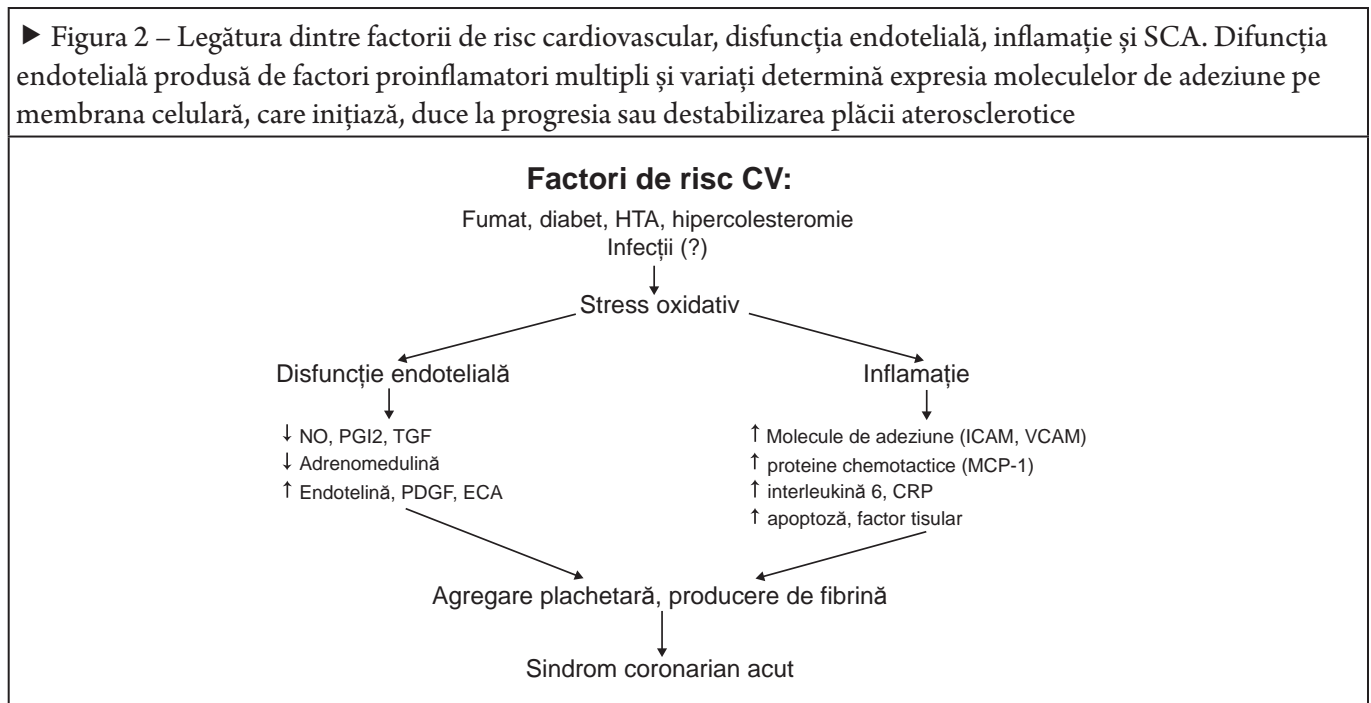 ▶ Figura 2 – Legătura dintre factorii de risc cardiovascular, disfuncția endotelială, inflamație și SCA. Difuncția
endotelială produsă de factori proinflamatori multipli și variați determină expresia moleculelor de adeziune pe
membrana celulară, care inițiază, duce la progresia sau destabilizarea plăcii aterosclerotice
Factori de risc CV:
Fumat, diabet, HTA, hipercolesteromie
Infecții (?)
Stress oxidativ
Disfuncție endotelială
↓ NO, PGI2, TGF
↓ Adrenomedulină
↑ Endotelină, PDGF, ECA
Inflamație
↑ Molecule de adeziune (ICAM, VCAM)
↑ proteine chemotactice (MCP-1)
↑ interleukină 6, CRP
↑ apoptoză, factor tisular
Agregare plachetară, producere de fibrină
Sindrom coronarian acut